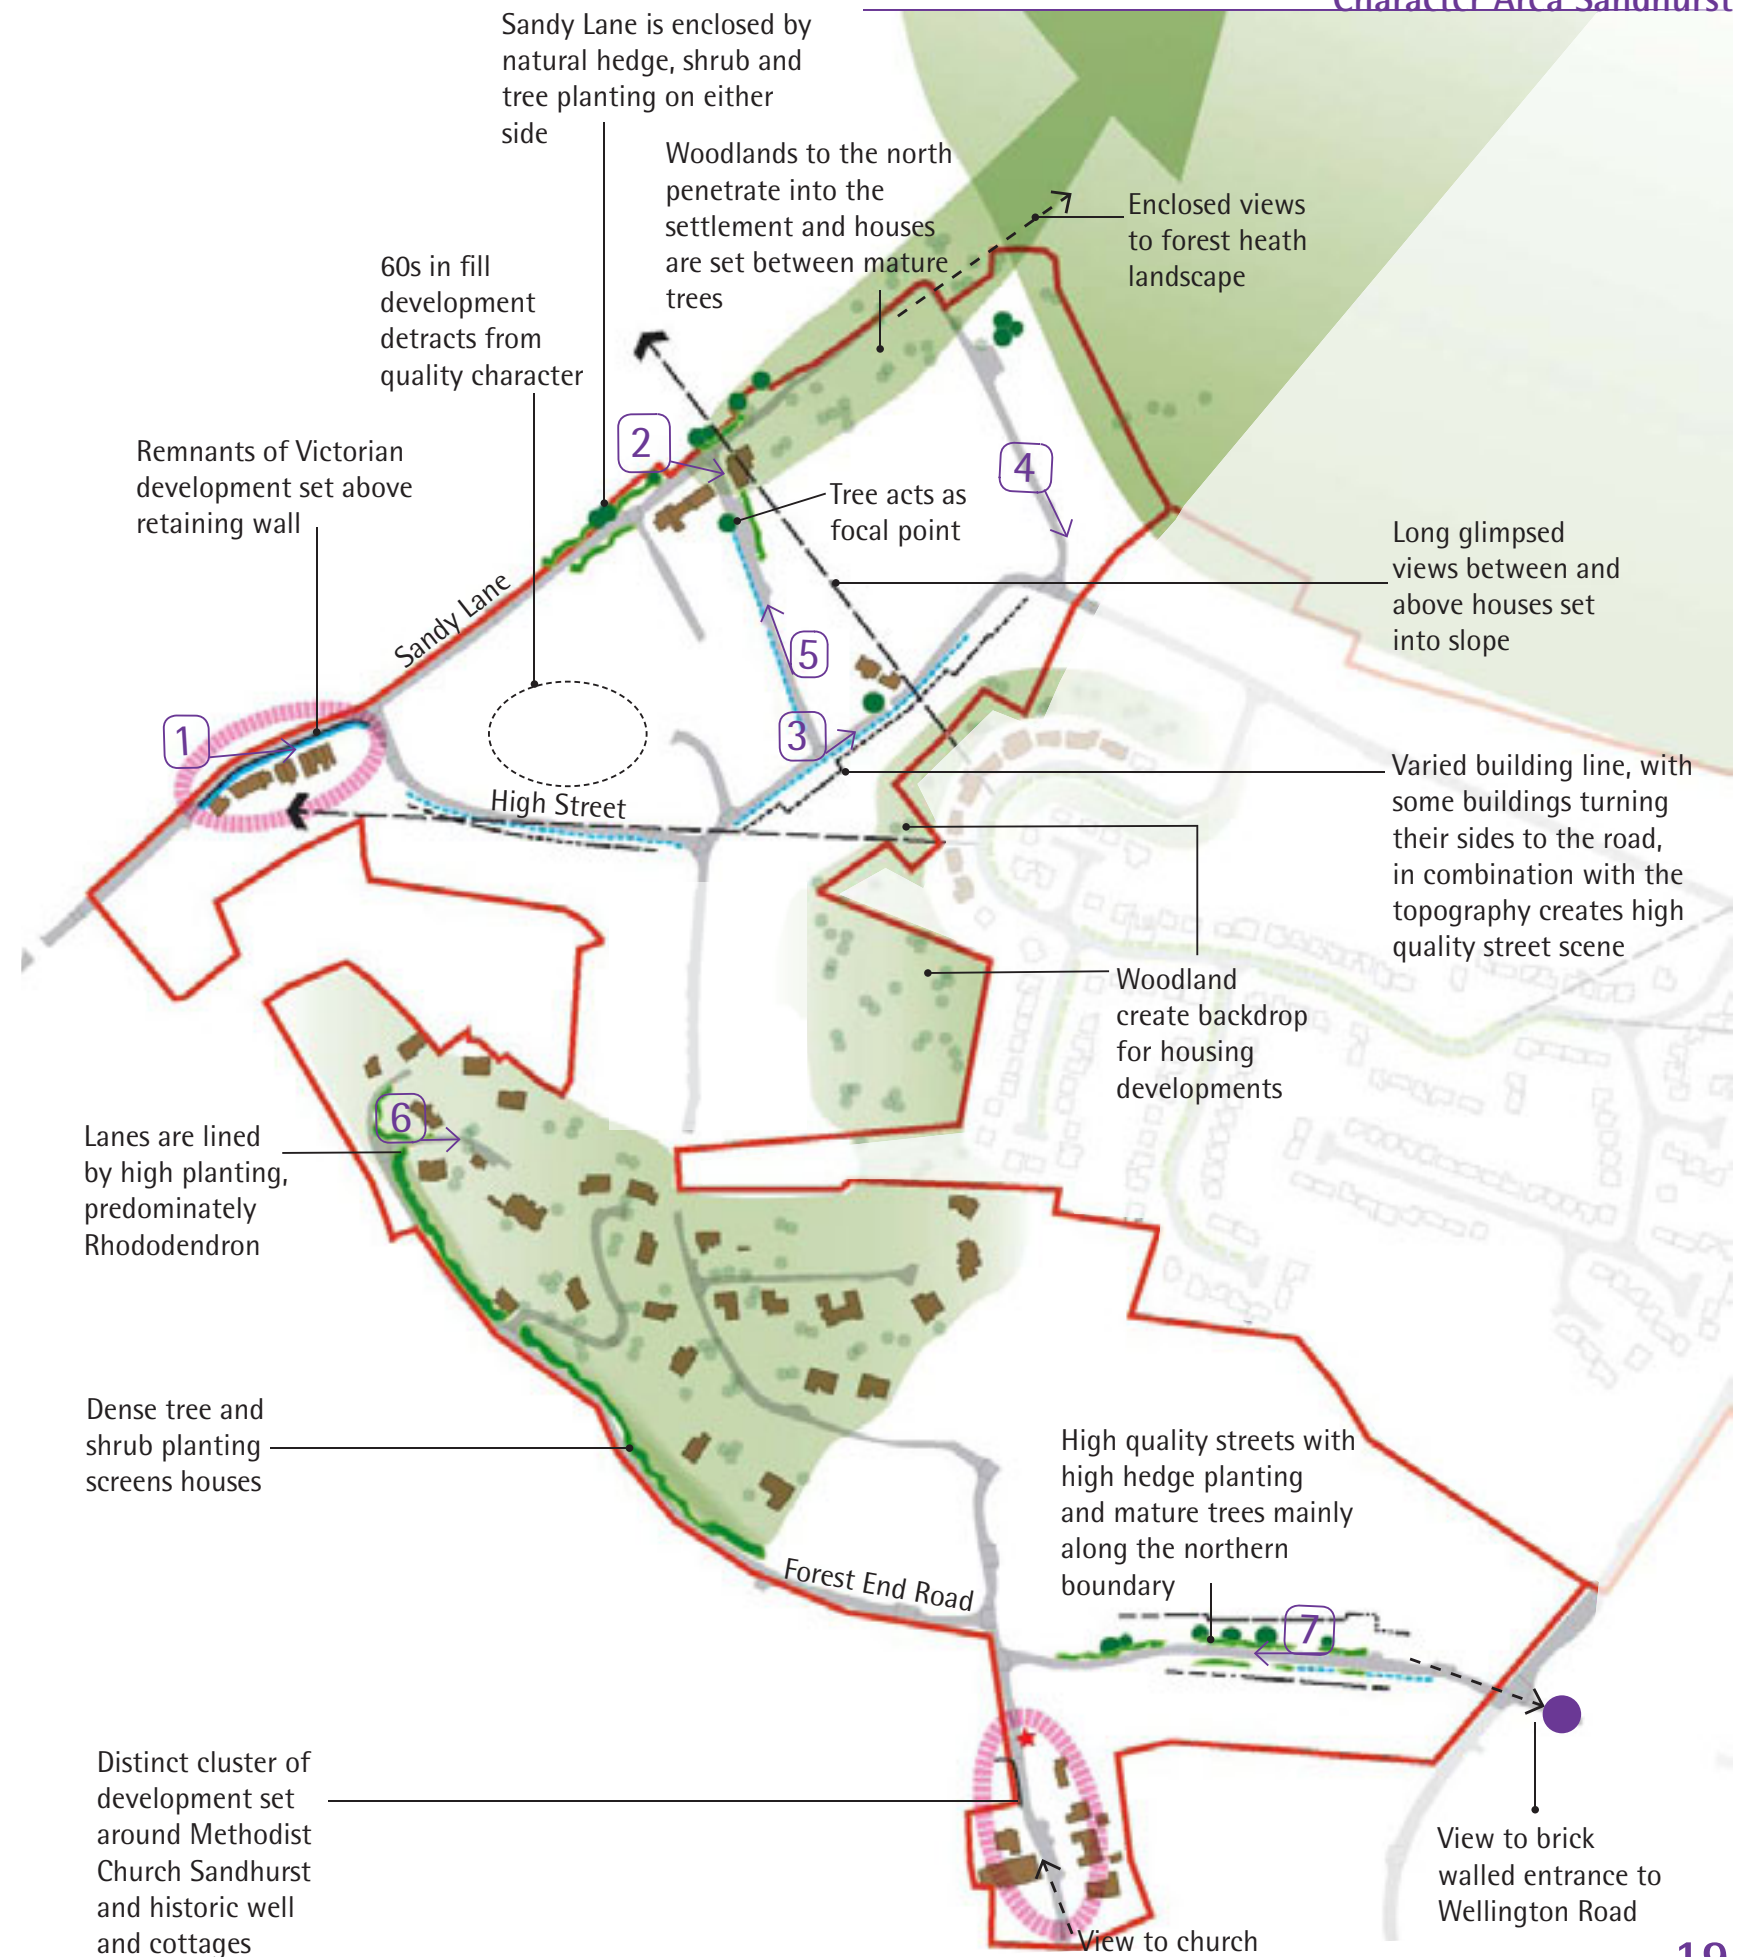 Character Area Sandhurst
Sandy Lane is enclosed by
natural hedge, shrub and
tree planting on either
side
Woodlands to the north
penetrate into the
settlement and houses
are set between mature
trees
Enclosed views
to forest heath
landscape
60s in fill
development
detracts from
quality character
Remnants of Victorian
development set above
retaining wall
2
4
Tree acts as
focal point
Long glimpsed
views between and
above houses set
into slope
Sandy Lane
5
1
3
High Street
Varied building line, with
some buildings turning
their sides to the road,
in combination with the
topography creates high
quality street scene
Woodland
create backdrop
for housing
developments
6
Lanes are lined
by high planting,
predominately
Rhododendron
Dense tree and
shrub planting
screens houses
High quality streets with
high hedge planting
and mature trees mainly
along the northern
boundary
Forest End Road
7
Distinct cluster of
development set
around Methodist
Church Sandhurst
and historic well
and cottages
View to brick
walled entrance to
Wellington Road
View to church
19